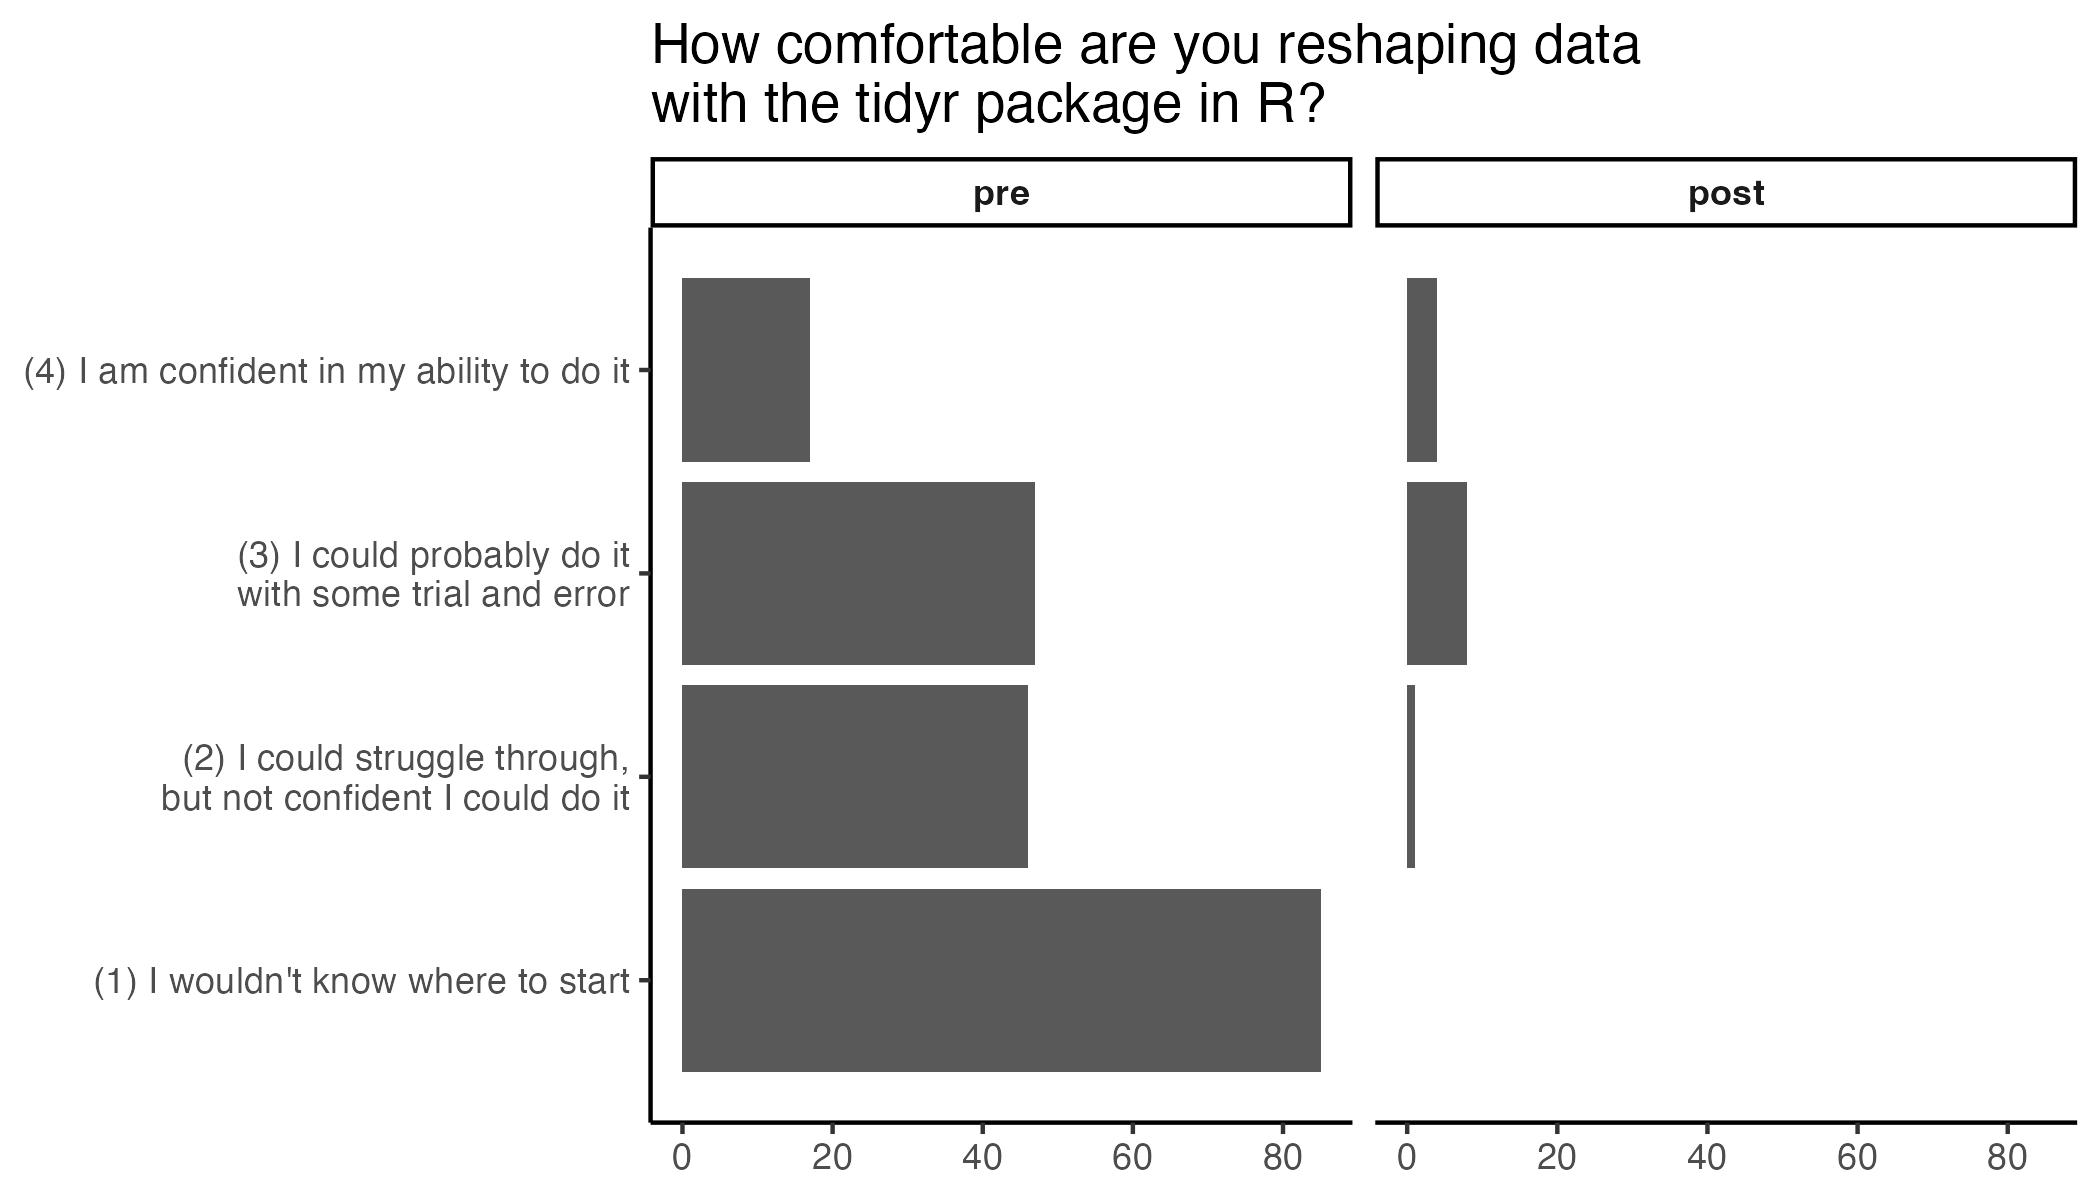 How comfortable are you reshaping data
with the tidyr package in R?
pre
post
(4) I am confident in my ability to do it
(3) I could probably do it
with some trial and error
(2) I could struggle through,
but not confident I could do it
(1) I wouldn't know where to start
0 20 40 60 80
0 20 40 60 80